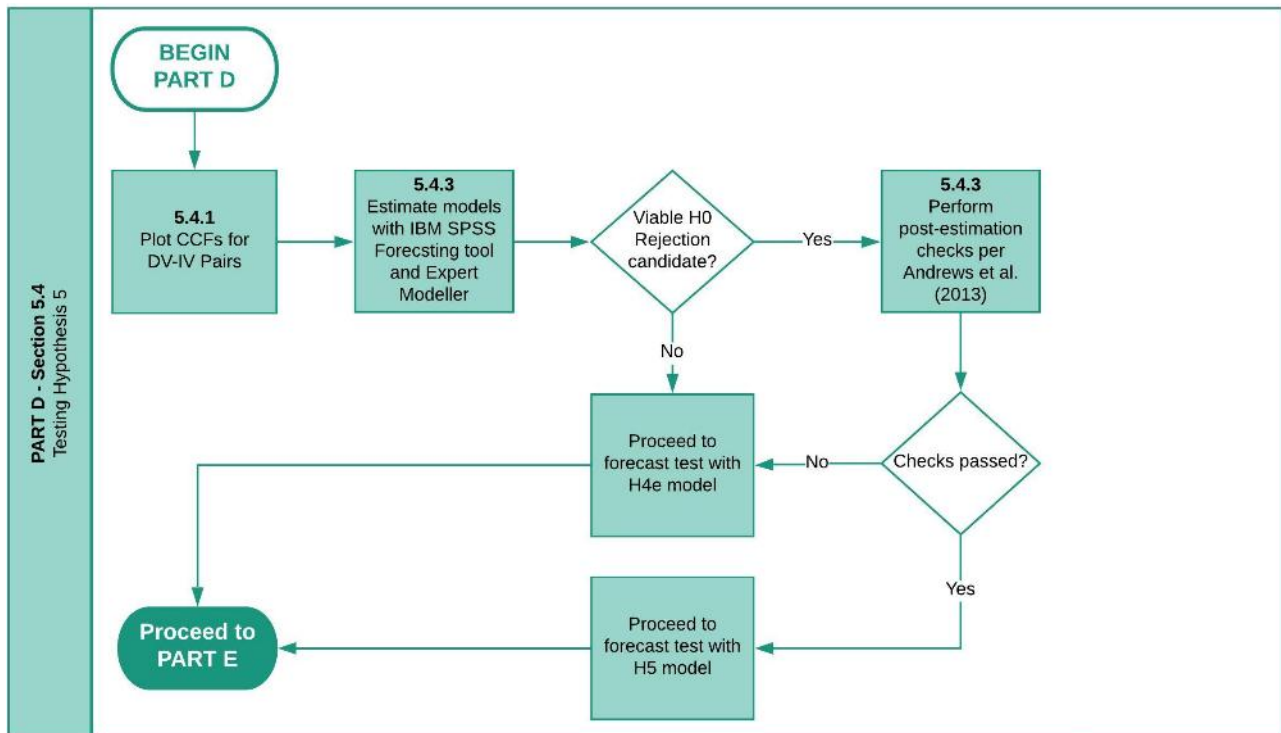 PART D - Section 5.4
Testing Hypothesis 5
BEGIN
PART D
5.4.1
Plot CCFs for
DV-IV Pairs
5.4.3
Estimate models
with IBM SPSS
Forecsting tool
and Expert
Modeller
Viable H0
Rejection
candidate?
Yes
5.4.3
Perform
post-estimation
checks per
Andrews et al.
(2013)
No
Proceed to
forecast test with
H4e model
No
Checks passed?
Yes
Proceed to
forecast test with
H5 model
Proceed to
PART E